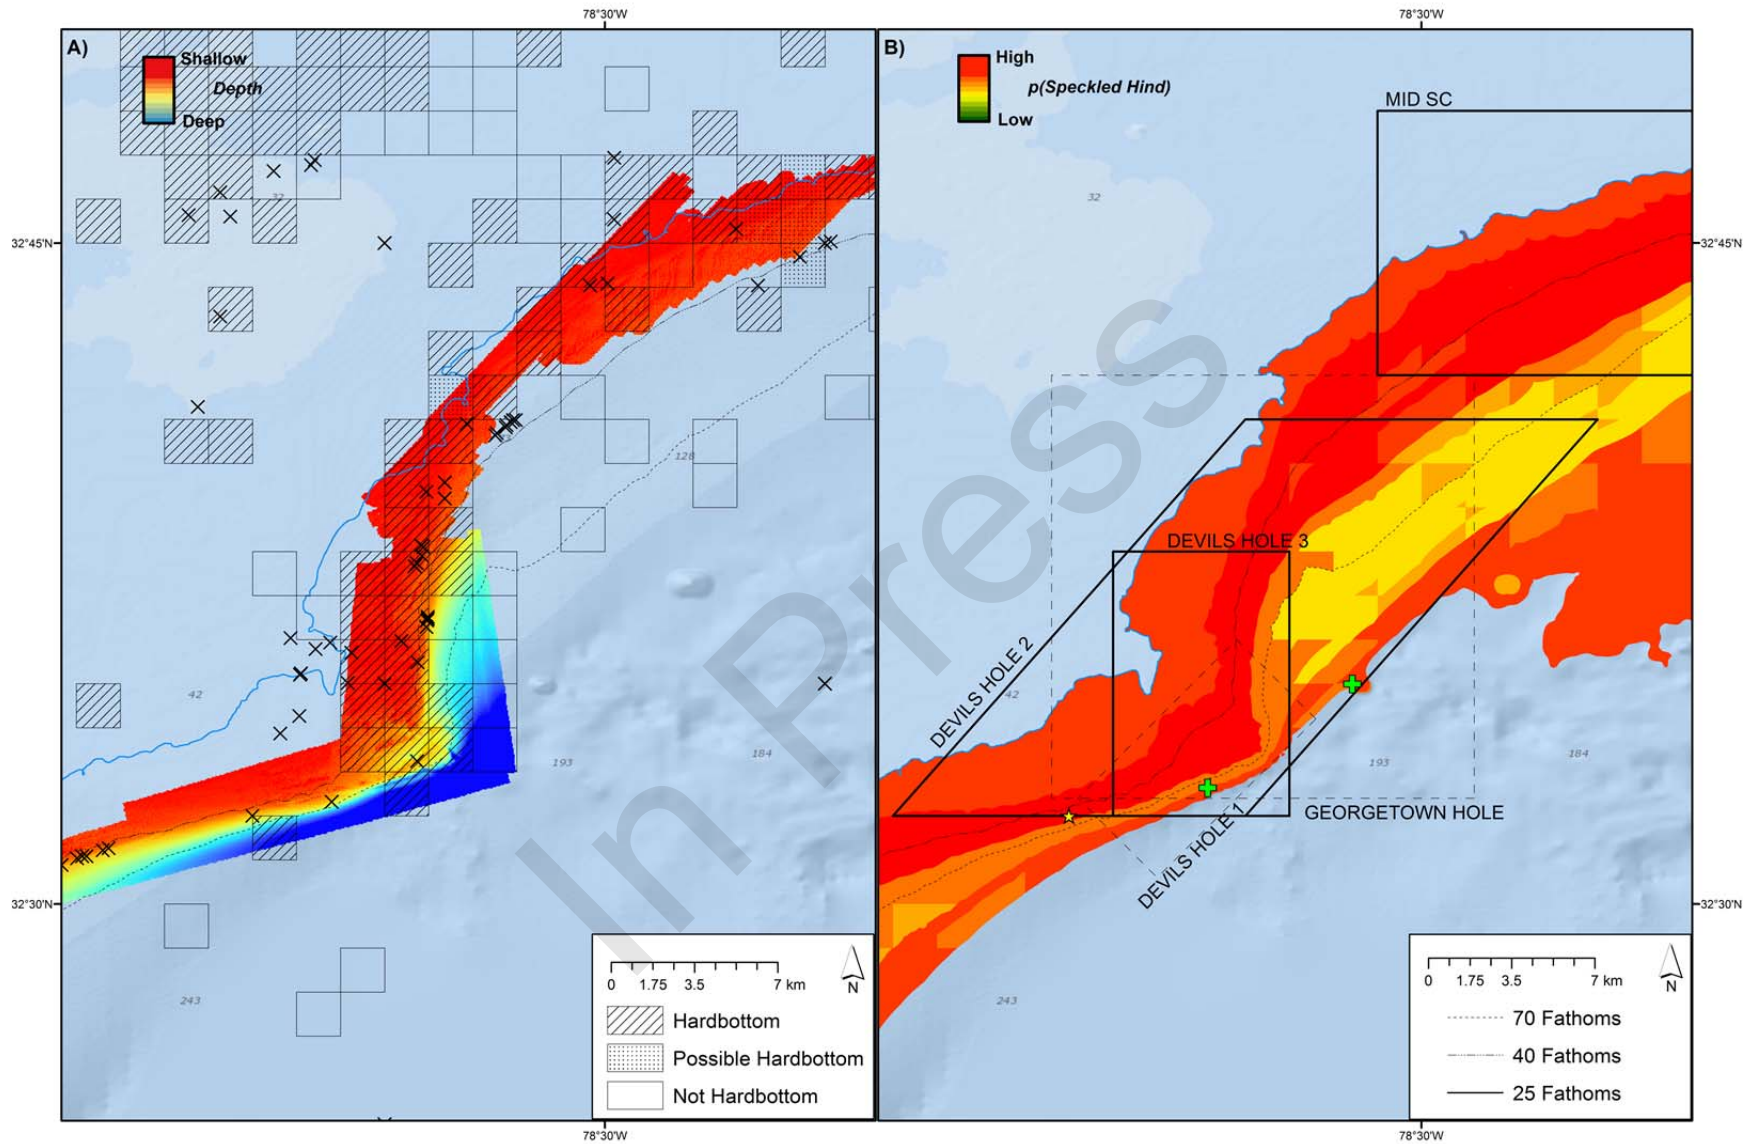 78°30'W
78°30'W
A)
Shallow
Depth
Deep
32
32°45'N
128
42
193
184
243
32°30'N
0 1.75 3.5 7 km
N
Hardbottom
Possible Hardbottom
Not Hardbottom
78°30'W
B)
High
p(Speckled Hind)
Low
MID SC
32
32°45'N
DEVILS HOLE 3
DEVILS HOLE 2
42
193
184
GEORGETOWN HOLE
DEVILS HOLE 1
243
32°30'N
0 1.75 3.5 7 km
N
70 Fathoms
40 Fathoms
25 Fathoms
78°30'W
In Press